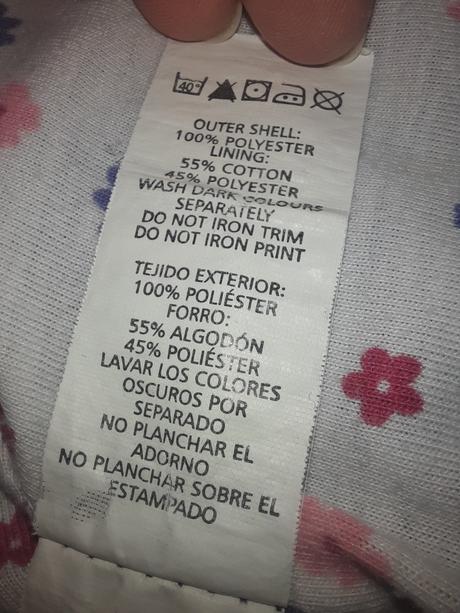 40°
OUTER SHELL:
100% POLYESTER
LINING:
55% COTTON
45% POLYESTER
WASH DARK COLOURS
SEPARATELY
DO NOT IRON TRIM
DO NOT IRON PRINT
TEJIDO EXTERIOR:
100% POLIÉSTER
FORRO:
55% ALGODÓN
45% POLIÉSTER
LAVAR LOS COLORES
OSCUROS POR
SEPARADO
NO PLANCHAR EL
ADORNO
NO PLANCHAR SOBRE EL
ESTAMPADO